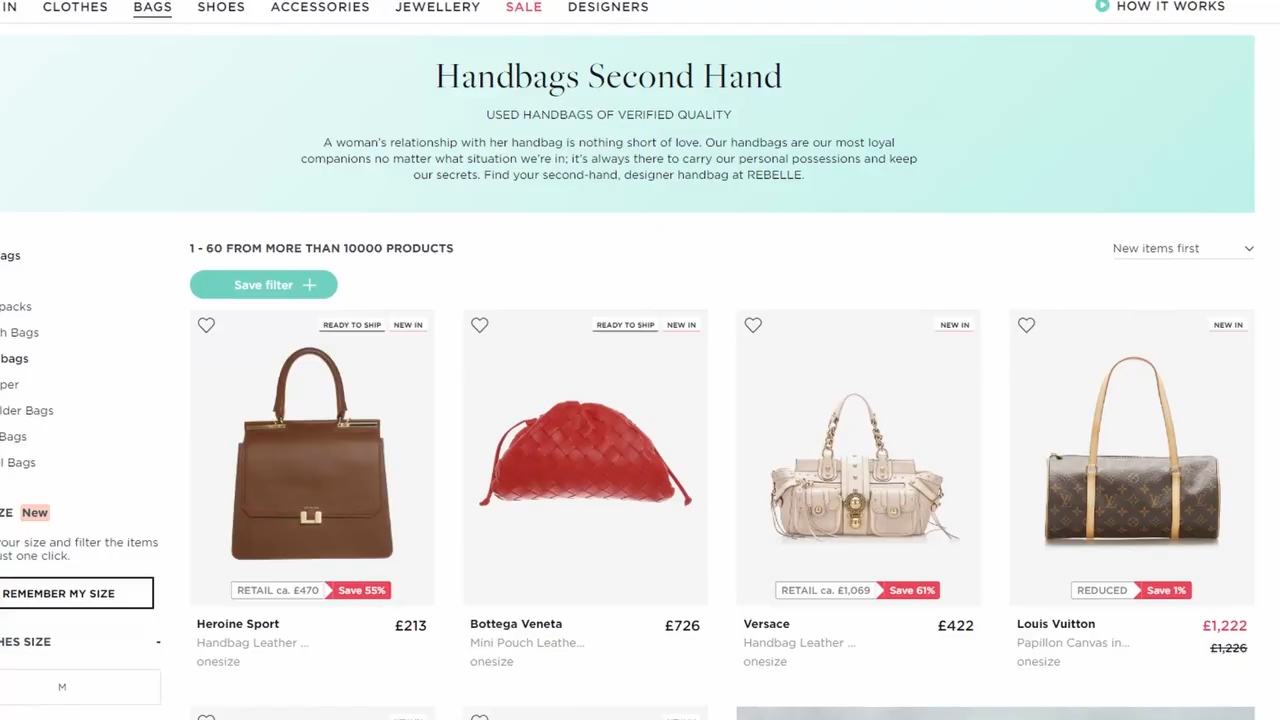 IN CLOTHES BAGS SHOES ACCESSORIES JEWELLERY SALE DESIGNERS HOW IT WORKS
Handbags Second Hand
USED HANDBAGS OF VERIFIED QUALITY
A woman's relationship with her handbag is nothing short of love. Our handbags are our most loyal
companions no matter what situation we're in; it's always there to carry our personal possessions and keep
our secrets. Find your second-hand, designer handbag at REBELLE.
ags
packs
h Bags
bags
per
lder Bags
Bags
l Bags
ZE New
your size and filter the items
ust one click.
REMEMBER MY SIZE
HES SIZE -
M
1 - 60 FROM MORE THAN 10000 PRODUCTS
New items first
Save filter +
READY TO SHIP NEW IN
RETAIL ca. £470 Save 55%
Heroine Sport £213
Handbag Leather ...
onesize
READY TO SHIP NEW IN
Bottega Veneta £726
Mini Pouch Leathe...
onesize
NEW IN
RETAIL ca. £1,069 Save 61%
Versace £422
Handbag Leather ...
onesize
NEW IN
REDUCED Save 1%
Louis Vuitton £1,222
Papillon Canvas in... £1,226
onesize